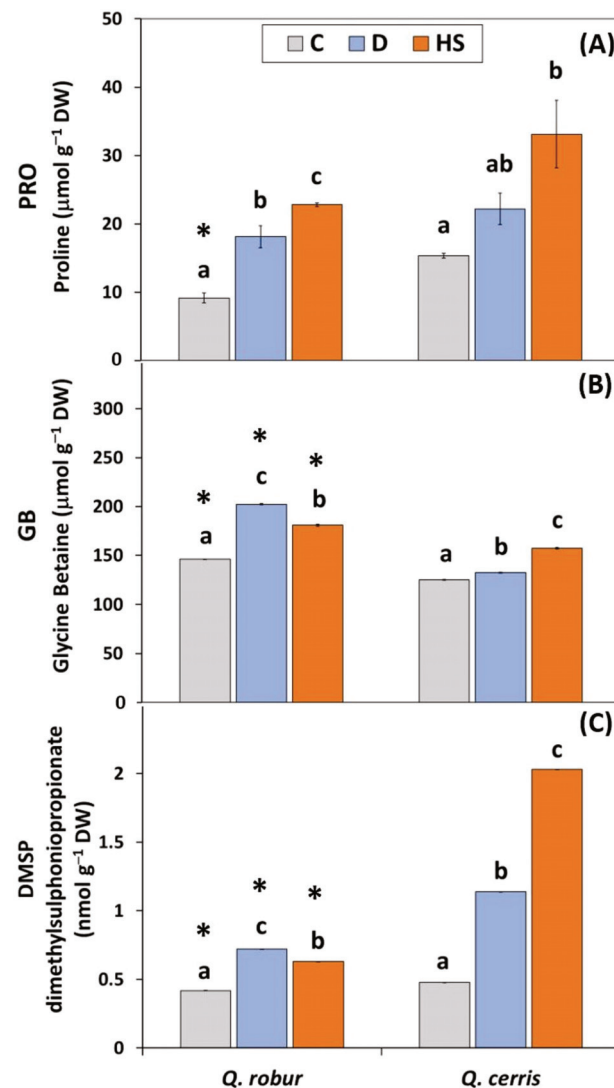 C D HS
(A)
50
40
30
20
10
0
PRO
Proline (μmol g⁻¹ DW)
*
a
b
c
a
ab
b
(B)
300
250
200
150
100
50
0
GB
Glycine Betaine (μmol g⁻¹ DW)
*
a
*
c
*
b
a
b
c
(C)
2
1.5
1
0.5
0
DMSP
dimethylsulphoniopropionate
(nmol g⁻¹ DW)
*
a
*
c
*
b
a
b
c
Q. robur
Q. cerris